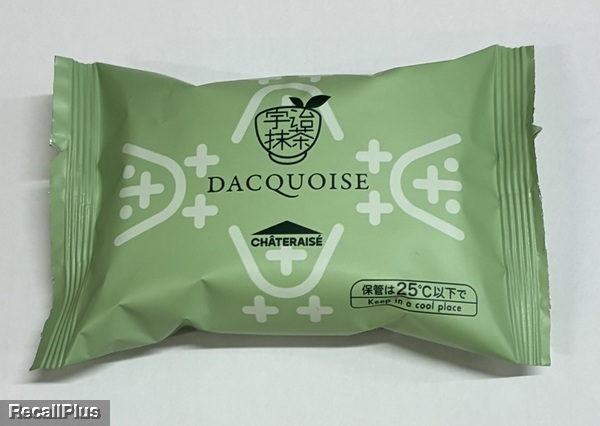 宇治
抹茶
DACQUOISE
CHÂTERAISÉ
保管は25℃以下で
Keep in a cool place
RecallPlus